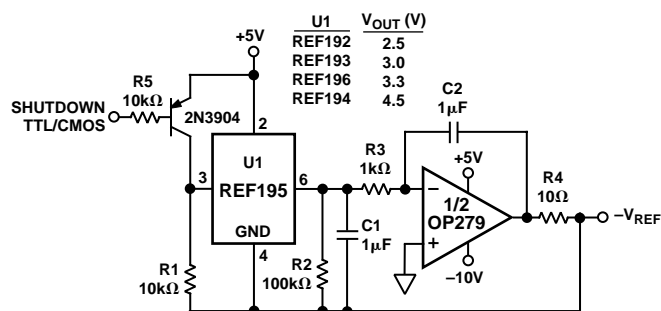 U1 VOUT (V)
REF192 2.5
REF193 3.0
REF196 3.3
REF194 4.5
+5V
R5
10kΩ
SHUTDOWN
TTL/CMOS
2N3904
2
U1
REF195
3
6
GND
4
R1
10kΩ
R2
100kΩ
C1
1μF
R3
1kΩ
C2
1μF
+5V
–
1/2
OP279
+
–10V
R4
10Ω
–VREF